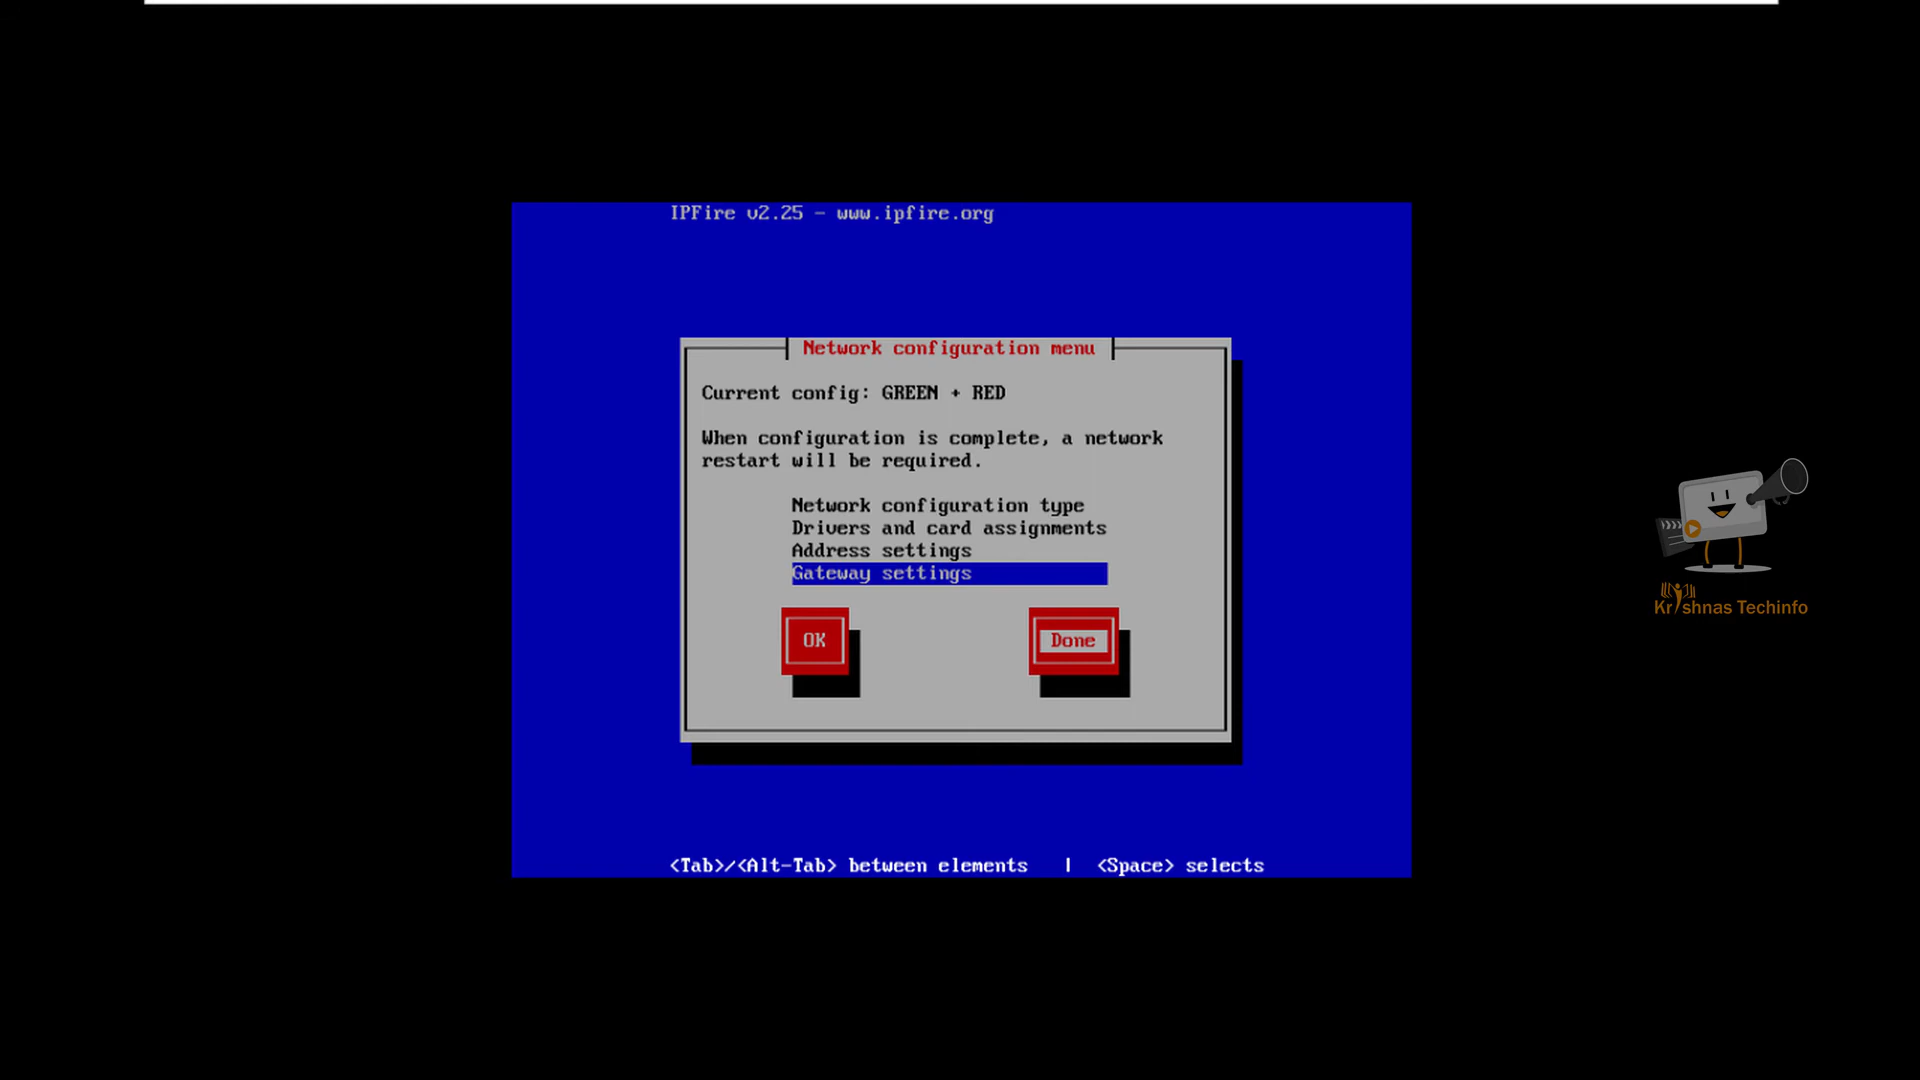 IPFire v2.25 - www.ipfire.org
Network configuration menu
Current config: GREEN + RED
When configuration is complete, a network
restart will be required.
Network configuration type
Drivers and card assignments
Address settings
Gateway settings
OK
Done
Krishnas Techinfo
<Tab>/<Alt-Tab> between elements | <Space> selects